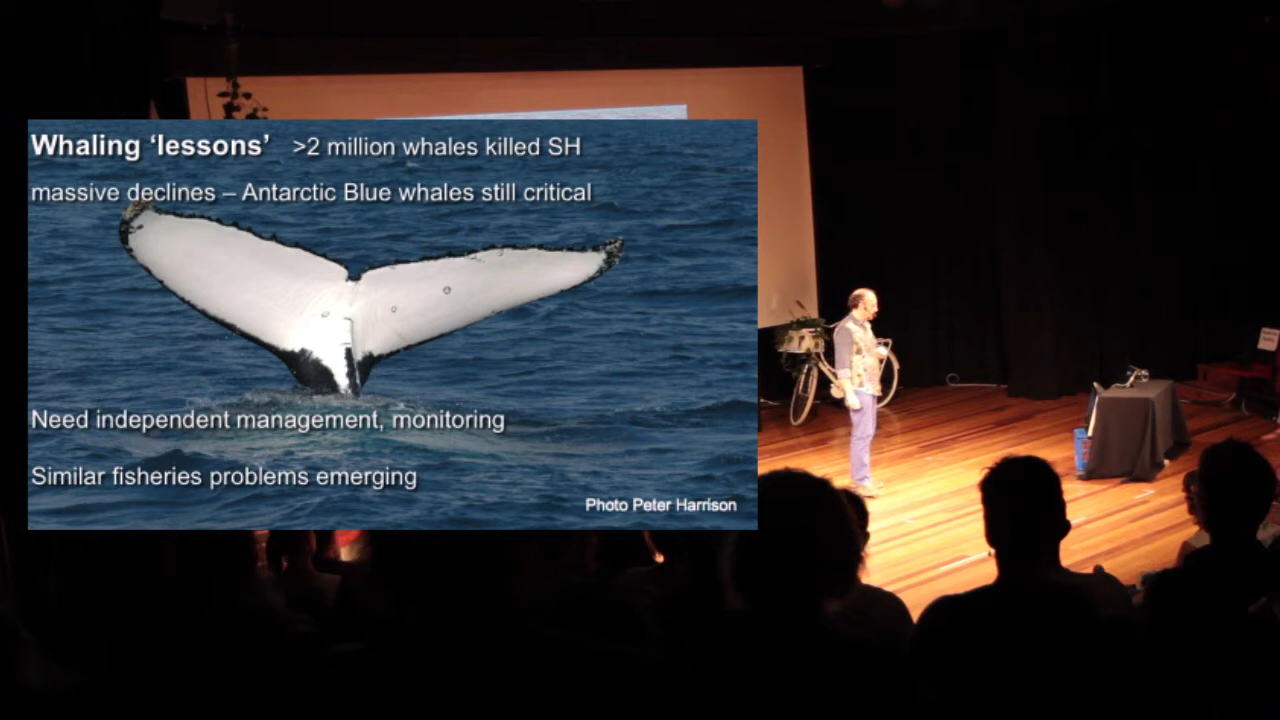 Whaling ‘lessons’ >2 million whales killed SH
massive declines – Antarctic Blue whales still critical
Need independent management, monitoring
Similar fisheries problems emerging
Photo Peter Harrison